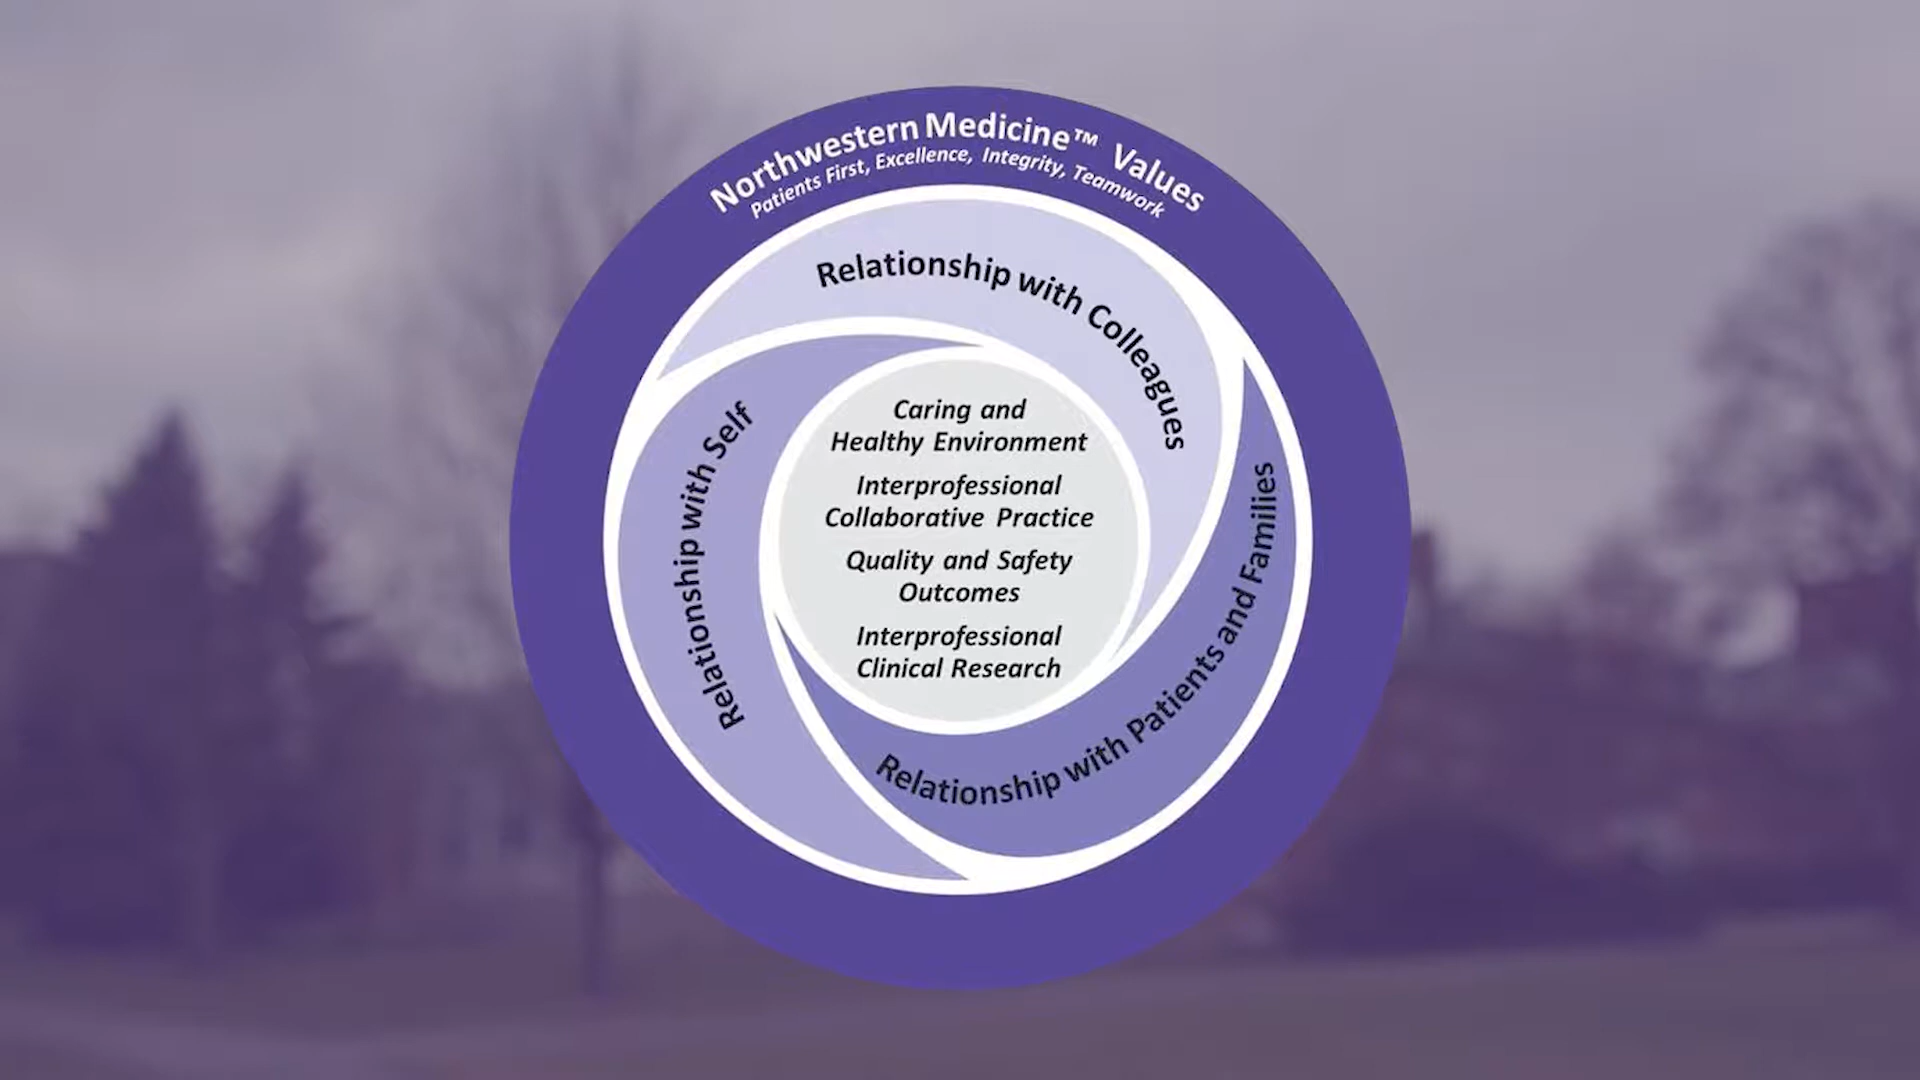 Northwestern Medicine™ Values
Patients First, Excellence, Integrity, Teamwork
Relationship with Colleagues
Relationship with Self
Relationship with Patients and Families
Caring and
Healthy Environment
Interprofessional
Collaborative Practice
Quality and Safety
Outcomes
Interprofessional
Clinical Research